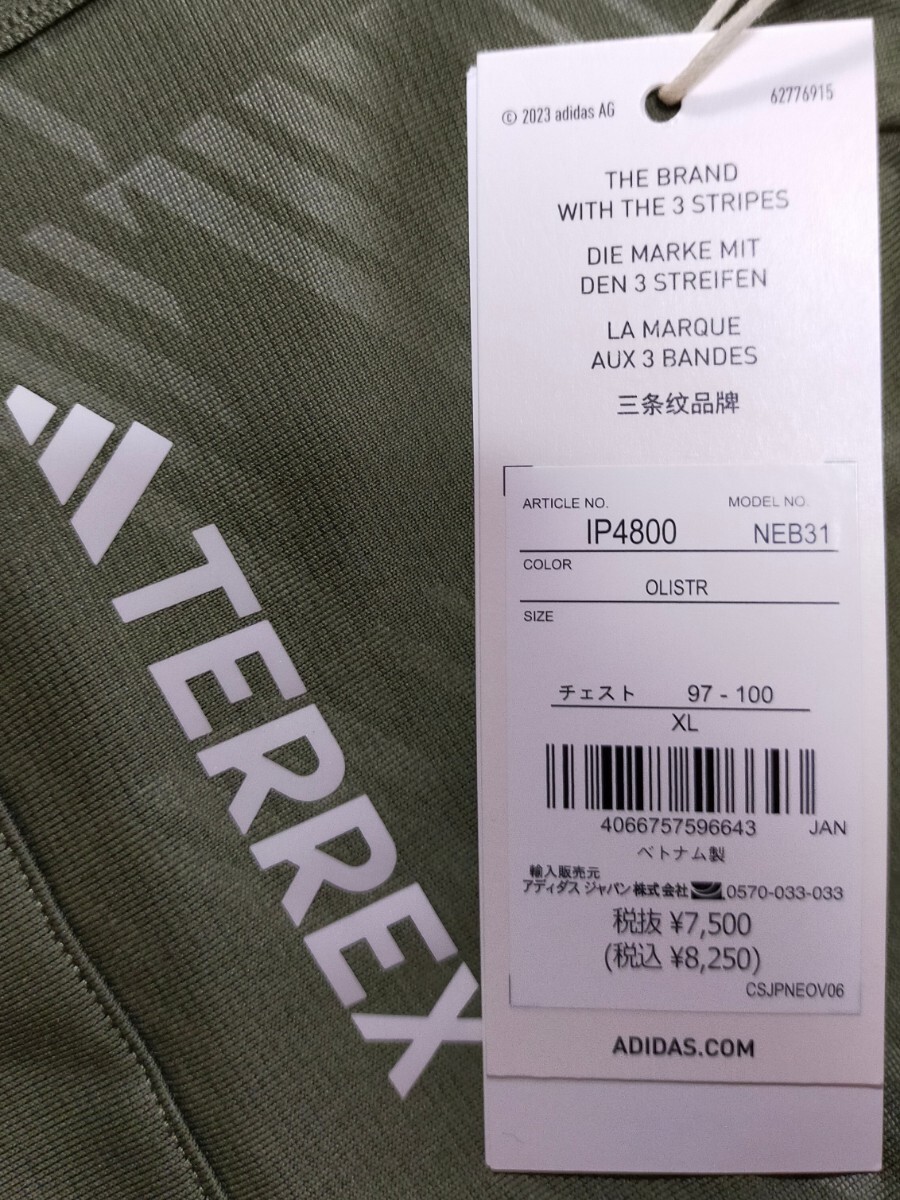 TERREX
© 2023 adidas AG
62776915
THE BRAND
WITH THE 3 STRIPES
DIE MARKE MIT
DEN 3 STREIFEN
LA MARQUE
AUX 3 BANDES
三条纹品牌
ARTICLE NO. MODEL NO.
IP4800 NEB31
COLOR
OLISTR
SIZE
チェスト 97 - 100
XL
4066757596643 JAN
ベトナム製
輸入販売元
アディダス ジャパン株式会社 0570-033-033
税抜 ¥7,500
(税込 ¥8,250)
CSJPNEOV06
ADIDAS.COM